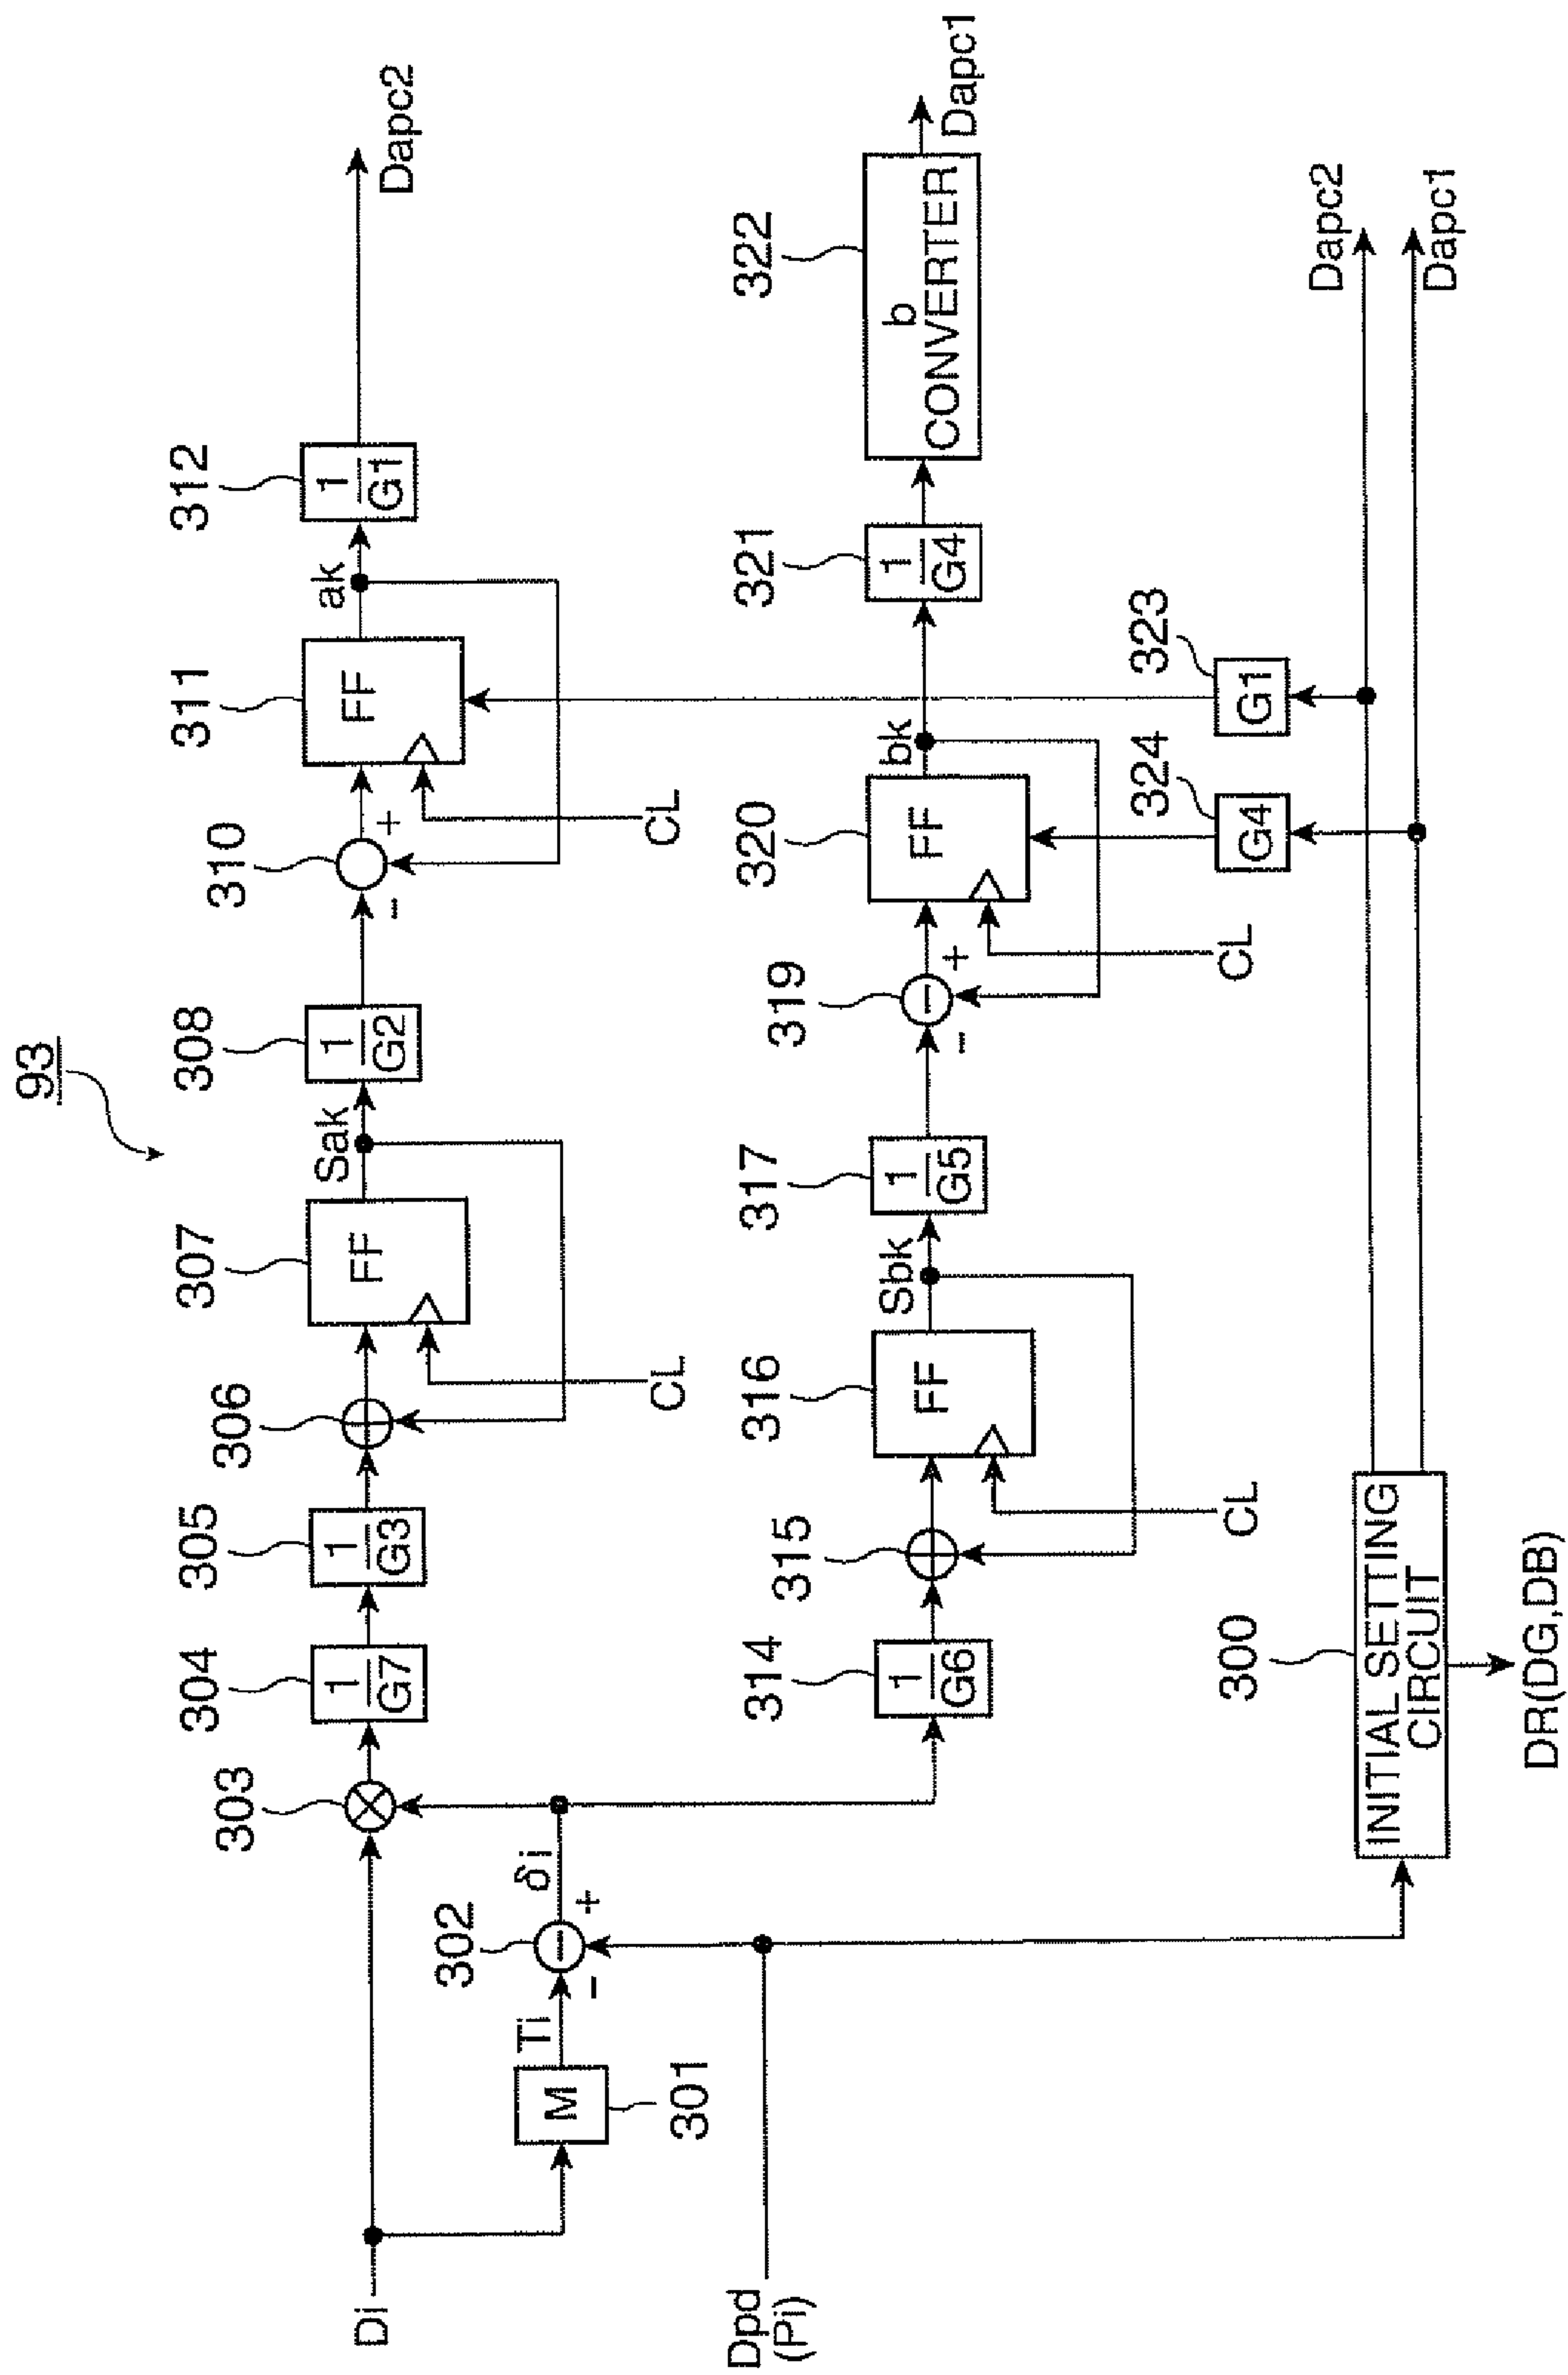 93
Di
Dpd
(Pi)
M
301
Ti
302
-
+
δi
303
304
1
G7
305
1
G3
306
307
FF
CL
Sak
308
1
G2
310
-
+
311
FF
CL
ak
312
1
G1
Dapc2
314
1
G6
315
316
FF
CL
Sbk
317
1
G5
319
-
+
320
FF
CL
bk
321
1
G4
322
b
CONVERTER
Dapc1
300
INITIAL SETTING
CIRCUIT
DR(DG,DB)
324
G4
323
G1
Dapc2
Dapc1